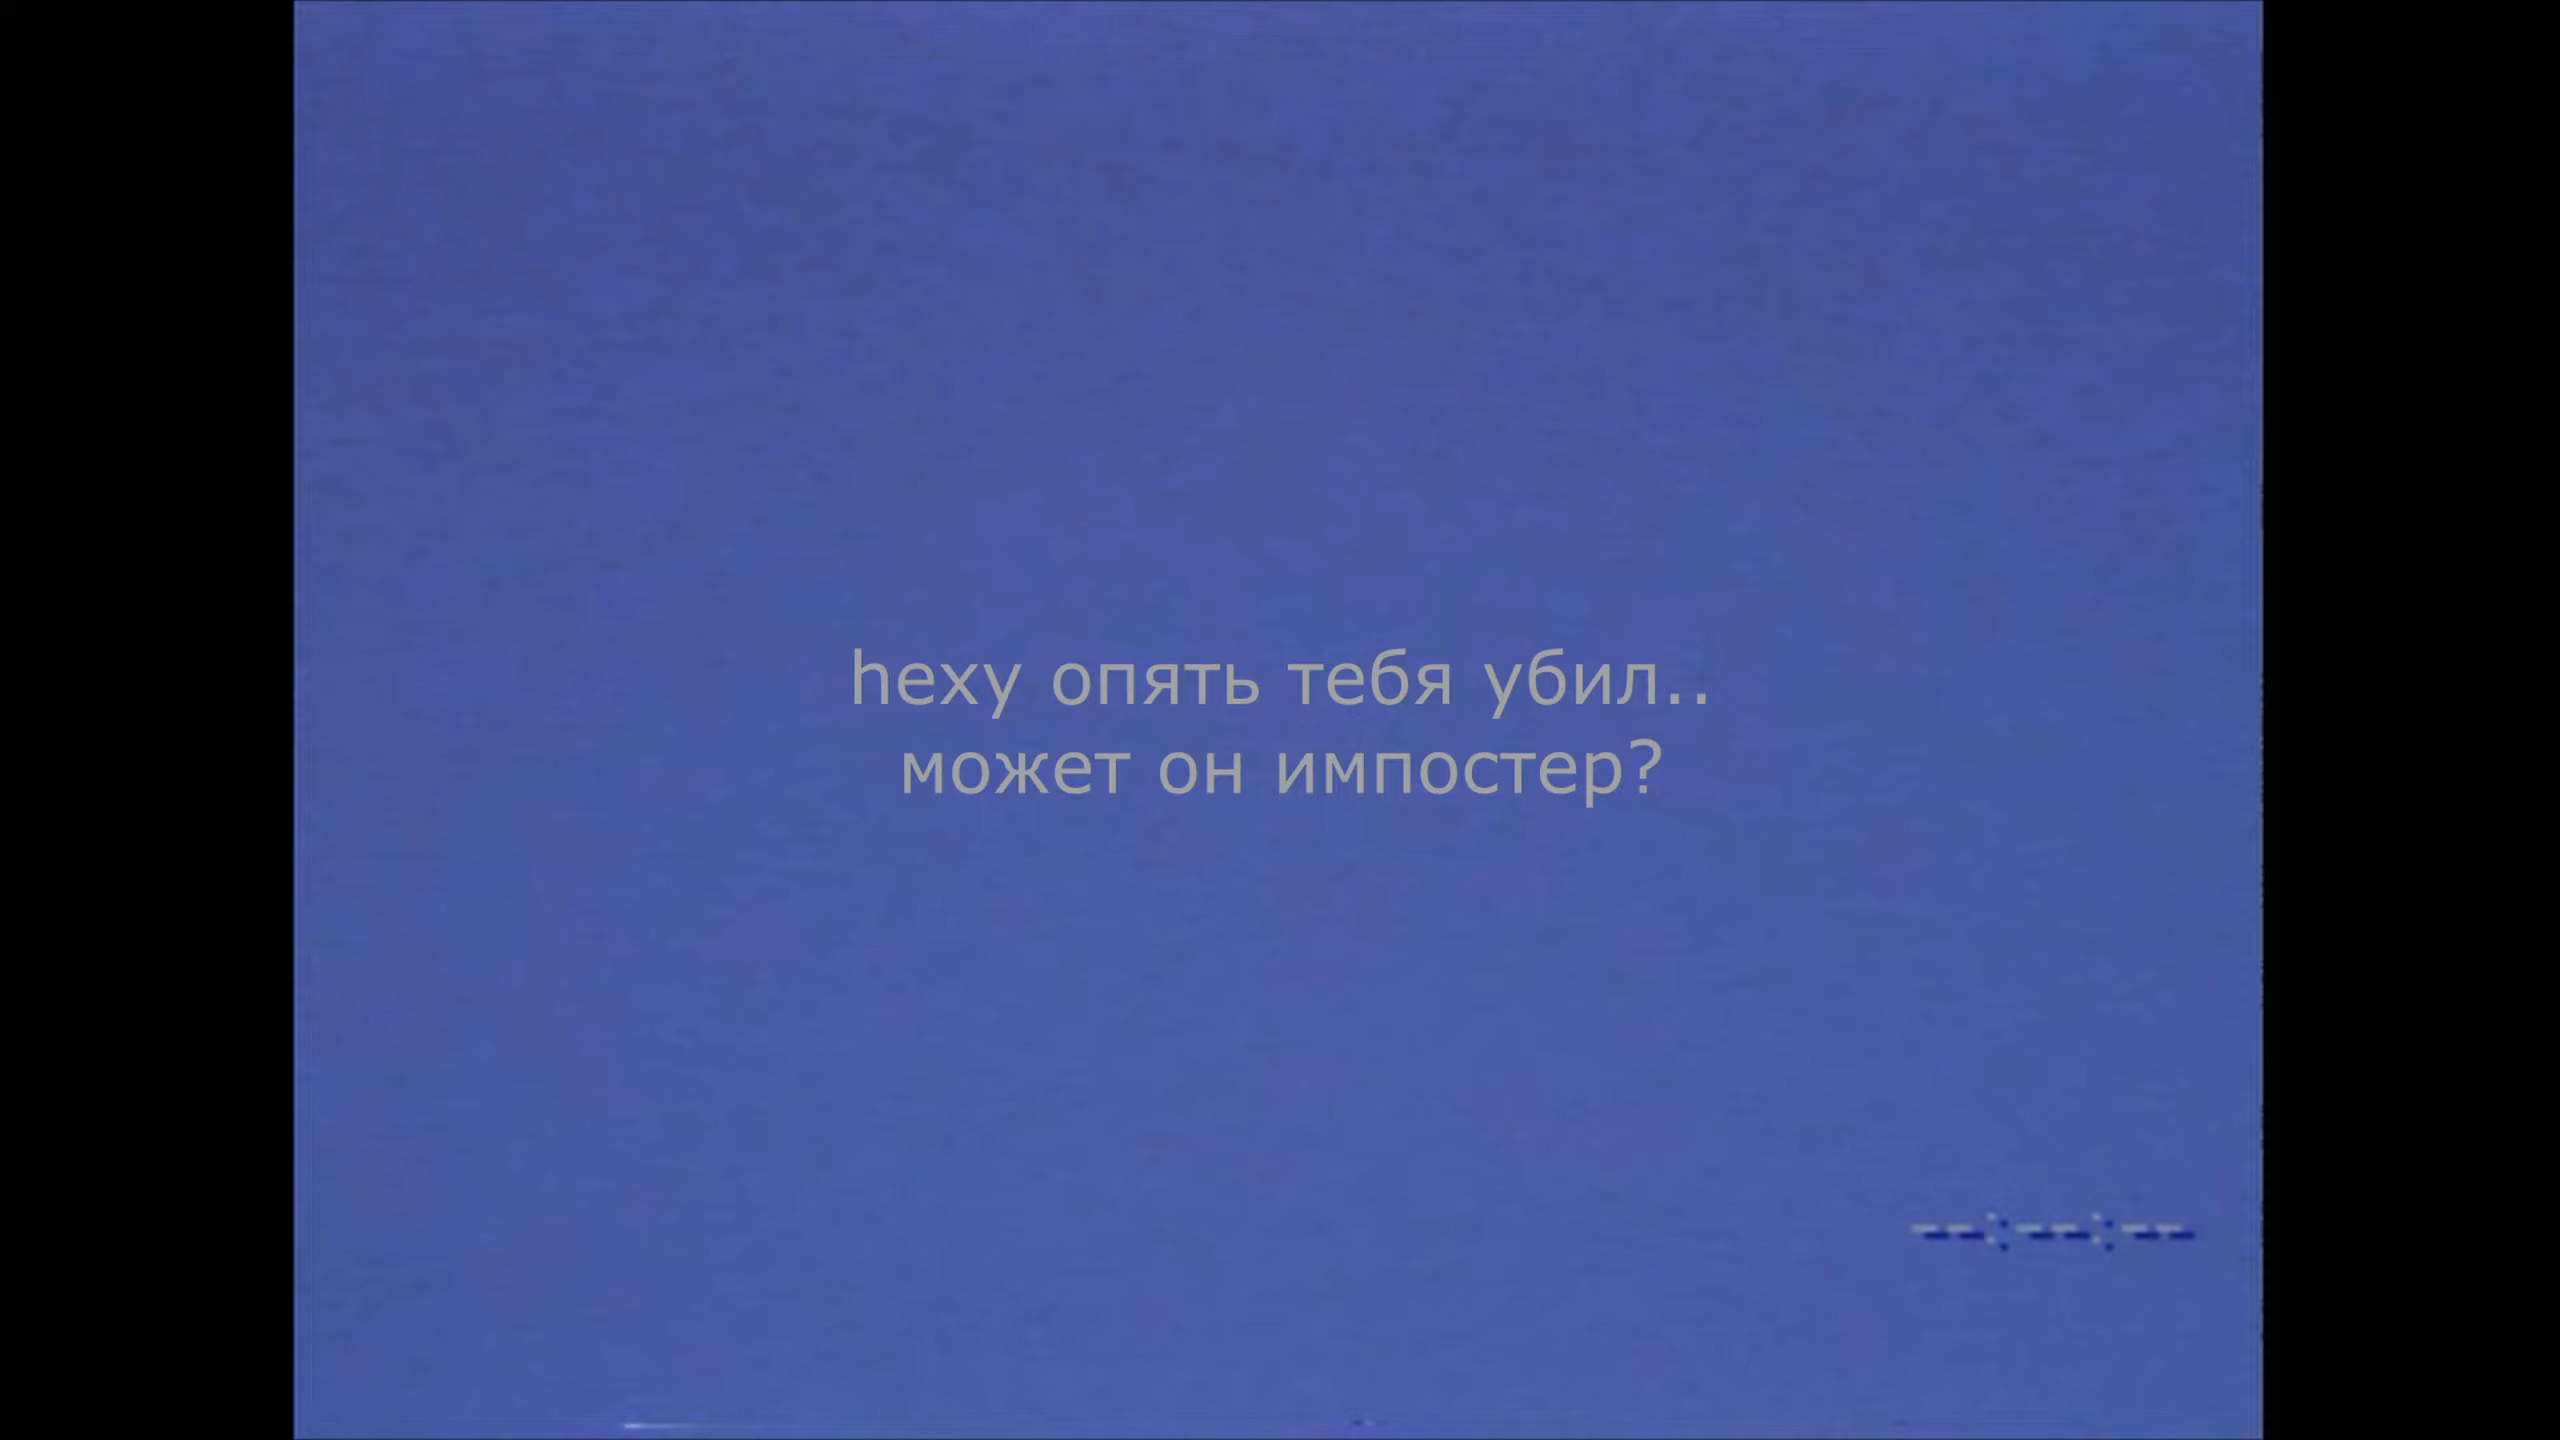 hexy опять тебя убил..
может он импостер?
--:--:--